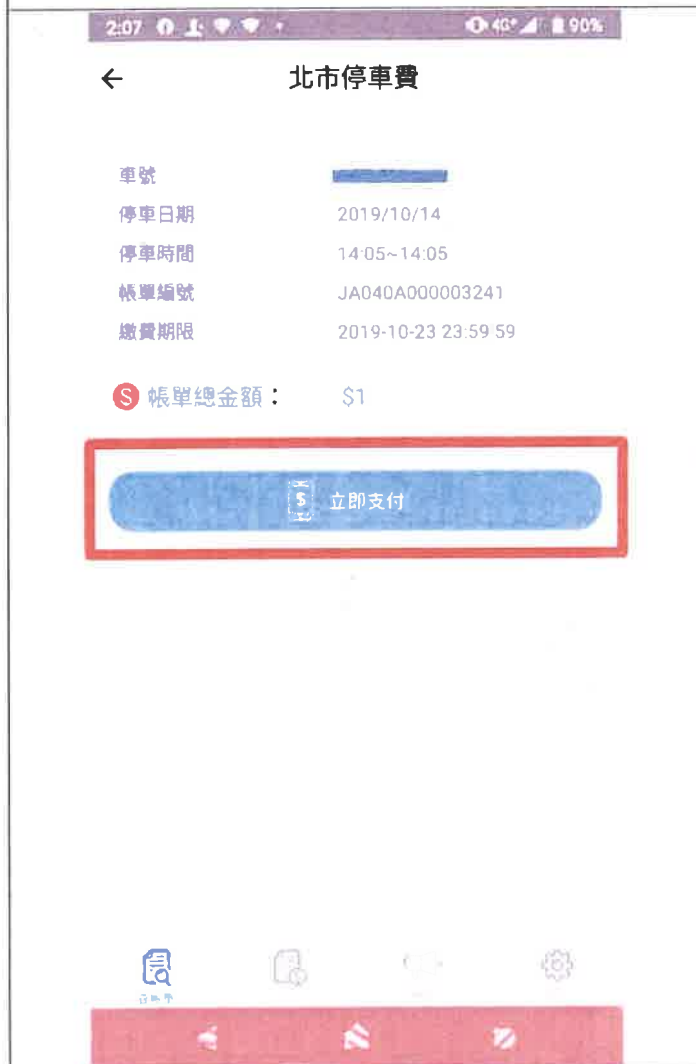 2:07 4G+ 90%
北市停車費
車號
停車日期 2019/10/14
停車時間 14:05~14:05
帳單編號 JA040A000003241
繳費期限 2019-10-23 23:59:59
S 帳單總金額： $1
$ 立即支付